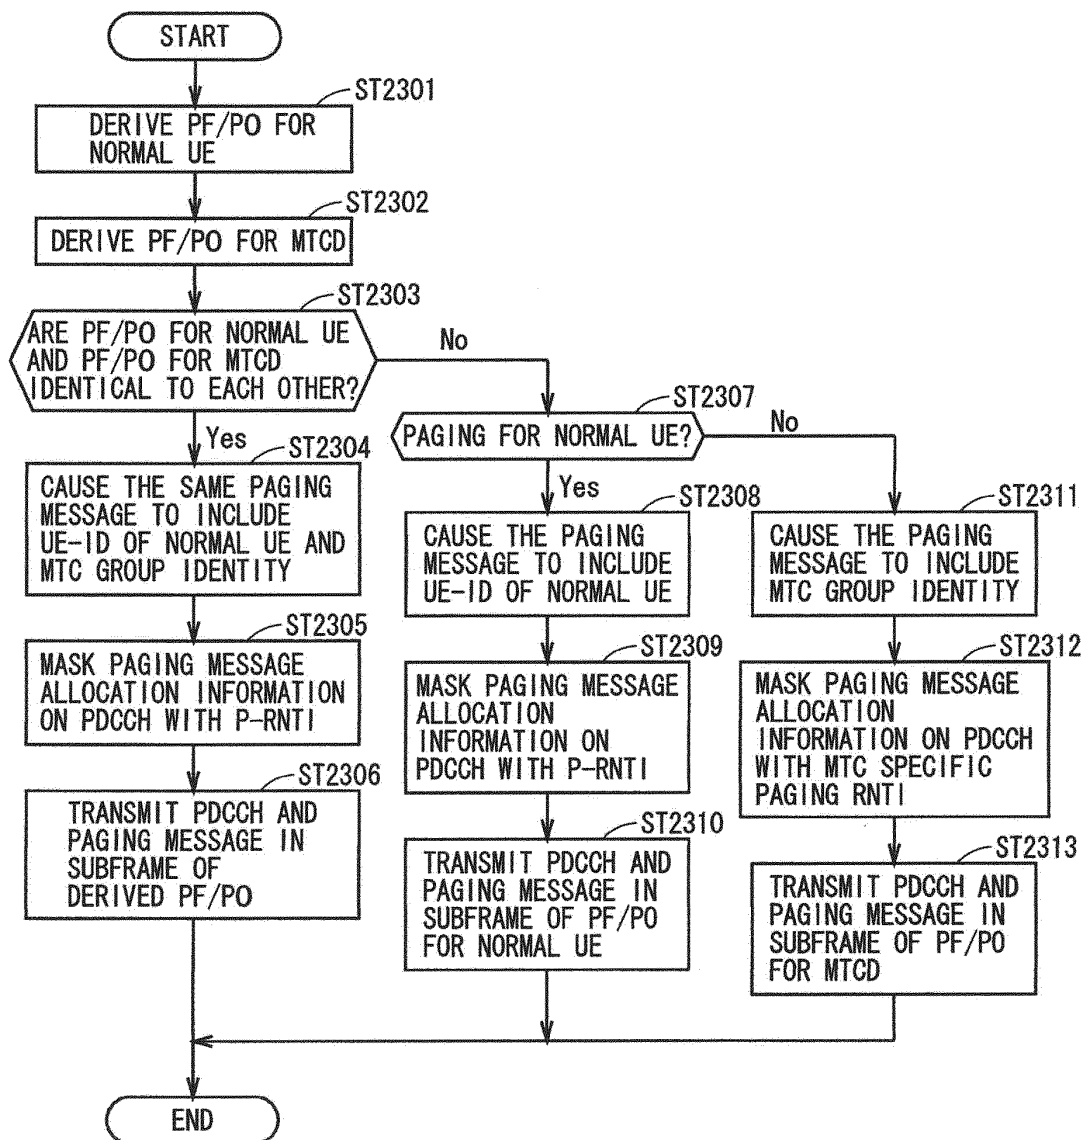 START
ST2301
DERIVE PF/PO FOR
NORMAL UE
ST2302
DERIVE PF/PO FOR MTCD
ST2303
ARE PF/PO FOR NORMAL UE
AND PF/PO FOR MTCD
IDENTICAL TO EACH OTHER?
No
Yes
ST2304
CAUSE THE SAME PAGING
MESSAGE TO INCLUDE
UE-ID OF NORMAL UE AND
MTC GROUP IDENTITY
ST2305
MASK PAGING MESSAGE
ALLOCATION INFORMATION
ON PDCCH WITH P-RNTI
ST2306
TRANSMIT PDCCH AND
PAGING MESSAGE IN
SUBFRAME OF
DERIVED PF/PO
ST2307
PAGING FOR NORMAL UE?
No
Yes
ST2308
CAUSE THE PAGING
MESSAGE TO INCLUDE
UE-ID OF NORMAL UE
ST2309
MASK PAGING MESSAGE
ALLOCATION
INFORMATION ON
PDCCH WITH P-RNTI
ST2310
TRANSMIT PDCCH AND
PAGING MESSAGE IN
SUBFRAME OF PF/PO
FOR NORMAL UE
ST2311
CAUSE THE PAGING
MESSAGE TO INCLUDE
MTC GROUP IDENTITY
ST2312
MASK PAGING MESSAGE
ALLOCATION
INFORMATION ON PDCCH
WITH MTC SPECIFIC
PAGING RNTI
ST2313
TRANSMIT PDCCH AND
PAGING MESSAGE IN
SUBFRAME OF PF/PO
FOR MTCD
END